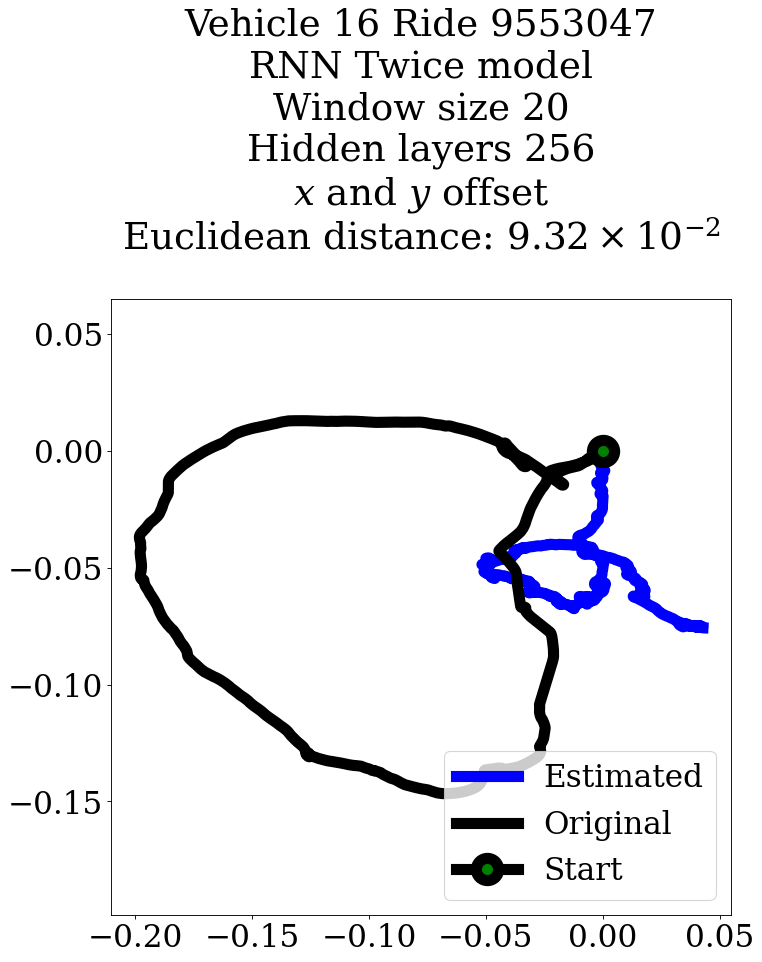 Vehicle 16 Ride 9553047
RNN Twice model
Window size 20
Hidden layers 256
x and y offset
Euclidean distance: 9.32 × 10⁻²
0.05
0.00
−0.05
−0.10
−0.15
Estimated
Original
Start
−0.20 −0.15 −0.10 −0.05 0.00 0.05